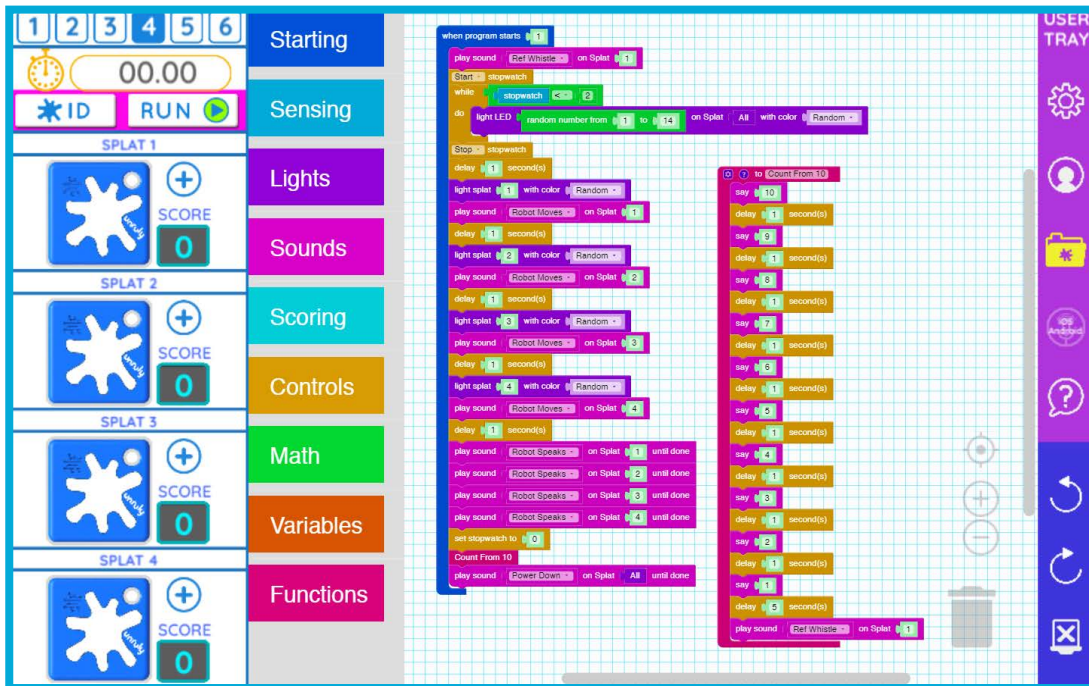 1 2 3 4 5 6
00.00
ID RUN
SPLAT 1
unruly
SCORE
0
SPLAT 2
unruly
SCORE
0
SPLAT 3
unruly
SCORE
0
SPLAT 4
unruly
SCORE
0
Starting
Sensing
Lights
Sounds
Scoring
Controls
Math
Variables
Functions
when program starts 1
play sound Ref Whistle on Splat 1
Start stopwatch
while stopwatch < 2
do light LED random number from 1 to 14 on Splat All with color Random
Stop stopwatch
delay 1 second(s)
light splat 1 with color Random
play sound Robot Moves on Splat 1
delay 1 second(s)
light splat 2 with color Random
play sound Robot Moves on Splat 2
delay 1 second(s)
light splat 3 with color Random
play sound Robot Moves on Splat 3
delay 1 second(s)
light splat 4 with color Random
play sound Robot Moves on Splat 4
delay 1 second(s)
play sound Robot Speaks on Splat 1 until done
play sound Robot Speaks on Splat 2 until done
play sound Robot Speaks on Splat 3 until done
play sound Robot Speaks on Splat 4 until done
set stopwatch to 0
Count From 10
play sound Power Down on Splat All until done
? to Count From 10
say 10
delay 1 second(s)
say 9
delay 1 second(s)
say 8
delay 1 second(s)
say 7
delay 1 second(s)
say 6
delay 1 second(s)
say 5
delay 1 second(s)
say 4
delay 1 second(s)
say 3
delay 1 second(s)
say 2
delay 1 second(s)
say 1
delay 5 second(s)
play sound Ref Whistle on Splat 1
USER
TRAY
iOS
Android
?